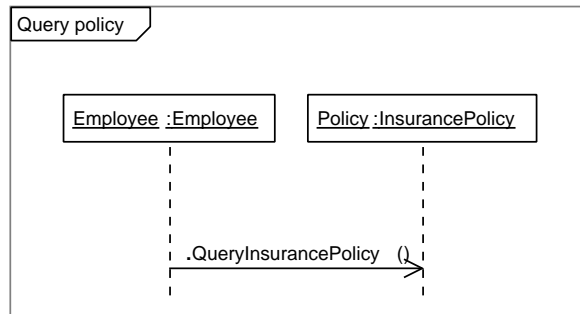 Query policy
Employee :Employee
Policy :InsurancePolicy
.QueryInsurancePolicy ()